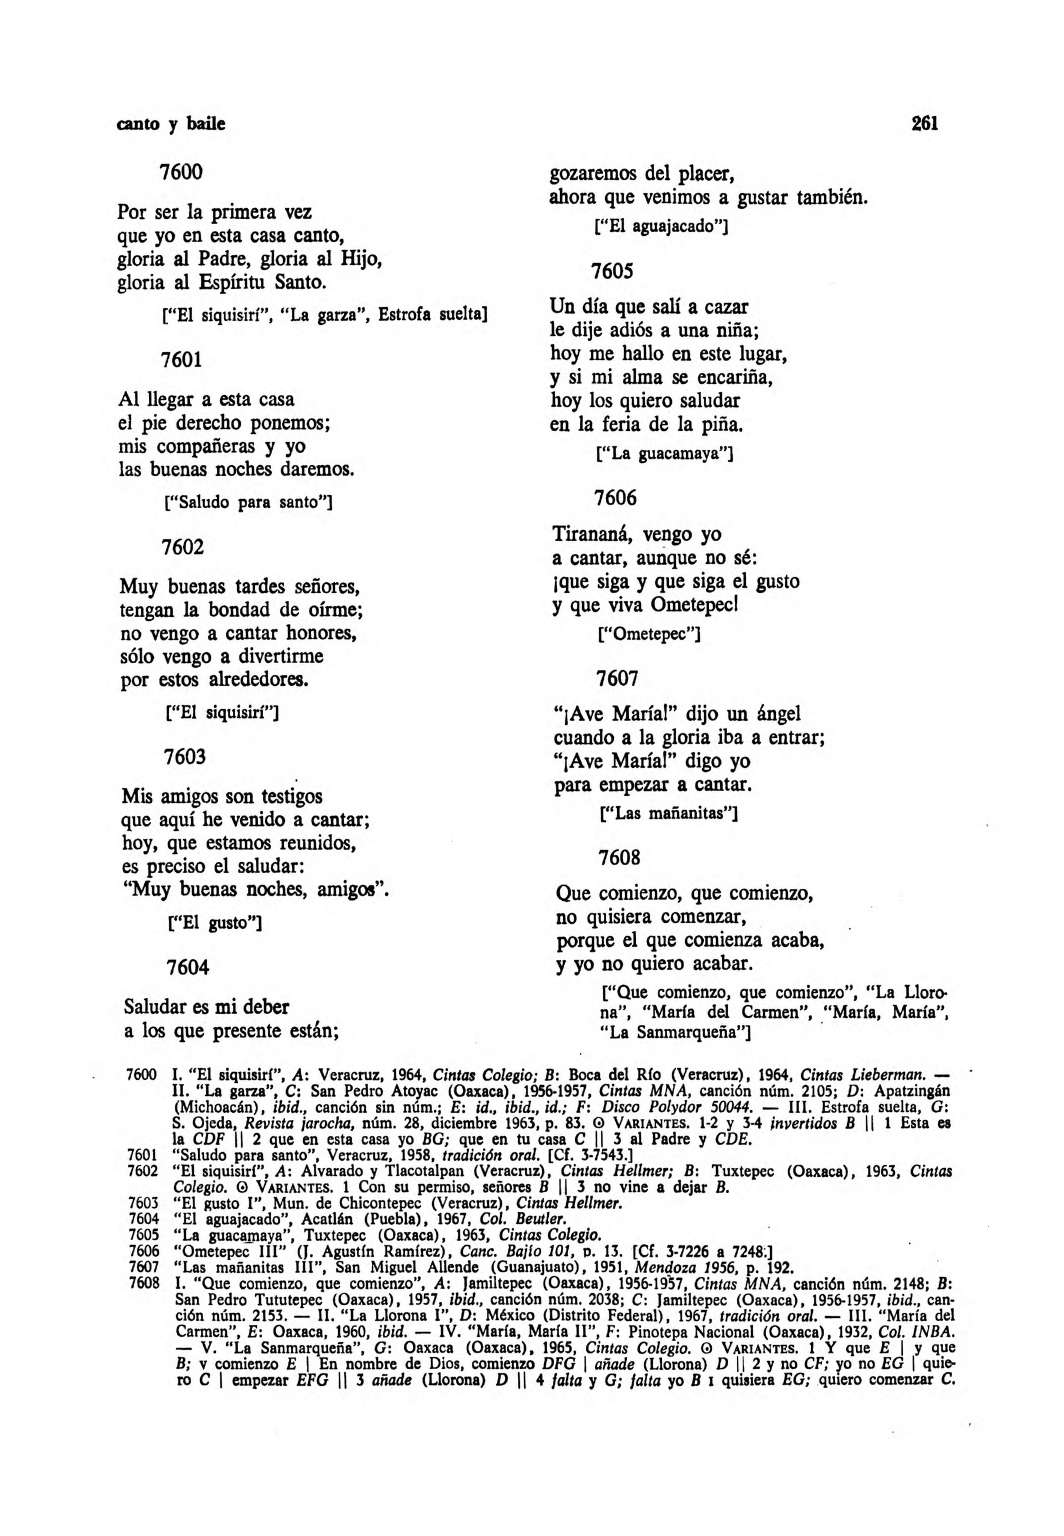 canto y baile 261
7600
Por ser la primera vez
que yo en esta casa canto,
gloria al Padre, gloria al Hijo,
gloria al Espíritu Santo.
["El siquisirí", "La garza", Estrofa suelta]
7601
Al llegar a esta casa
el pie derecho ponemos;
mis compañeras y yo
las buenas noches daremos.
["Saludo para santo"]
7602
Muy buenas tardes señores,
tengan la bondad de oírme;
no vengo a cantar honores,
sólo vengo a divertirme
por estos alrededores.
["El siquisirí"]
7603
Mis amigos son testigos
que aquí he venido a cantar;
hoy, que estamos reunidos,
es preciso el saludar:
"Muy buenas noches, amigos".
["El gusto"]
7604
Saludar es mi deber
a los que presente están;
gozaremos del placer,
ahora que venimos a gustar también.
["El aguajacado"]
7605
Un día que salí a cazar
le dije adiós a una niña;
hoy me hallo en este lugar,
y si mi alma se encariña,
hoy los quiero saludar
en la feria de la piña.
["La guacamaya"]
7606
Tirananá, vengo yo
a cantar, aunque no sé:
¡que siga y que siga el gusto
y que viva Ometepec!
["Ometepec"]
7607
"¡Ave María!" dijo un ángel
cuando a la gloria iba a entrar;
"¡Ave María!" digo yo
para empezar a cantar.
["Las mañanitas"]
7608
Que comienzo, que comienzo,
no quisiera comenzar,
porque el que comienza acaba,
y yo no quiero acabar.
["Que comienzo, que comienzo", "La Lloro-
na", "María del Carmen", "María, María",
"La Sanmarqueña"]
7600 I. "El siquisirí", A: Veracruz, 1964, Cintas Colegio; B: Boca del Río (Veracruz), 1964, Cintas Lieberman. —
II. "La garza", C: San Pedro Atoyac (Oaxaca), 1956-1957, Cintas MNA, canción núm. 2105; D: Apatzingán
(Michoacán), ibid., canción sin núm.; E: id., ibid., id.; F: Disco Polydor 50044. — III. Estrofa suelta, G:
S. Ojeda, Revista jarocha, núm. 28, diciembre 1963, p. 83. ⊙ VARIANTES. 1-2 y 3-4 invertidos B || 1 Esta es
la CDF || 2 que en esta casa yo BG; que en tu casa C || 3 al Padre y CDE.
7601 "Saludo para santo", Veracruz, 1958, tradición oral. [Cf. 3-7543.]
7602 "El siquisirí", A: Alvarado y Tlacotalpan (Veracruz), Cintas Hellmer; B: Tuxtepec (Oaxaca), 1963, Cintas
Colegio. ⊙ VARIANTES. 1 Con su permiso, señores B || 3 no vine a dejar B.
7603 "El gusto I", Mun. de Chicontepec (Veracruz), Cintas Hellmer.
7604 "El aguajacado", Acatlán (Puebla), 1967, Col. Beutler.
7605 "La guacamaya", Tuxtepec (Oaxaca), 1963, Cintas Colegio.
7606 "Ometepec III" (J. Agustín Ramírez), Canc. Bajío 101, p. 13. [Cf. 3-7226 a 7248.]
7607 "Las mañanitas III", San Miguel Allende (Guanajuato), 1951, Mendoza 1956, p. 192.
7608 I. "Que comienzo, que comienzo", A: Jamiltepec (Oaxaca), 1956-1957, Cintas MNA, canción núm. 2148; B:
San Pedro Tututepec (Oaxaca), 1957, ibid., canción núm. 2038; C: Jamiltepec (Oaxaca), 1956-1957, ibid., can-
ción núm. 2153. — II. "La Llorona I", D: México (Distrito Federal), 1967, tradición oral. — III. "María del
Carmen", E: Oaxaca, 1960, ibid. — IV. "María, María II", F: Pinotepa Nacional (Oaxaca), 1932, Col. INBA.
— V. "La Sanmarqueña", G: Oaxaca (Oaxaca), 1965, Cintas Colegio. ⊙ VARIANTES. 1 Y que E | y que
B; y comienzo E | En nombre de Dios, comienzo DFG | añade (Llorona) D || 2 y no CF; yo no EG | quie-
ro C | empezar EFG || 3 añade (Llorona) D || 4 falta y G; falta yo B ı quisiera EG; quiero comenzar C.